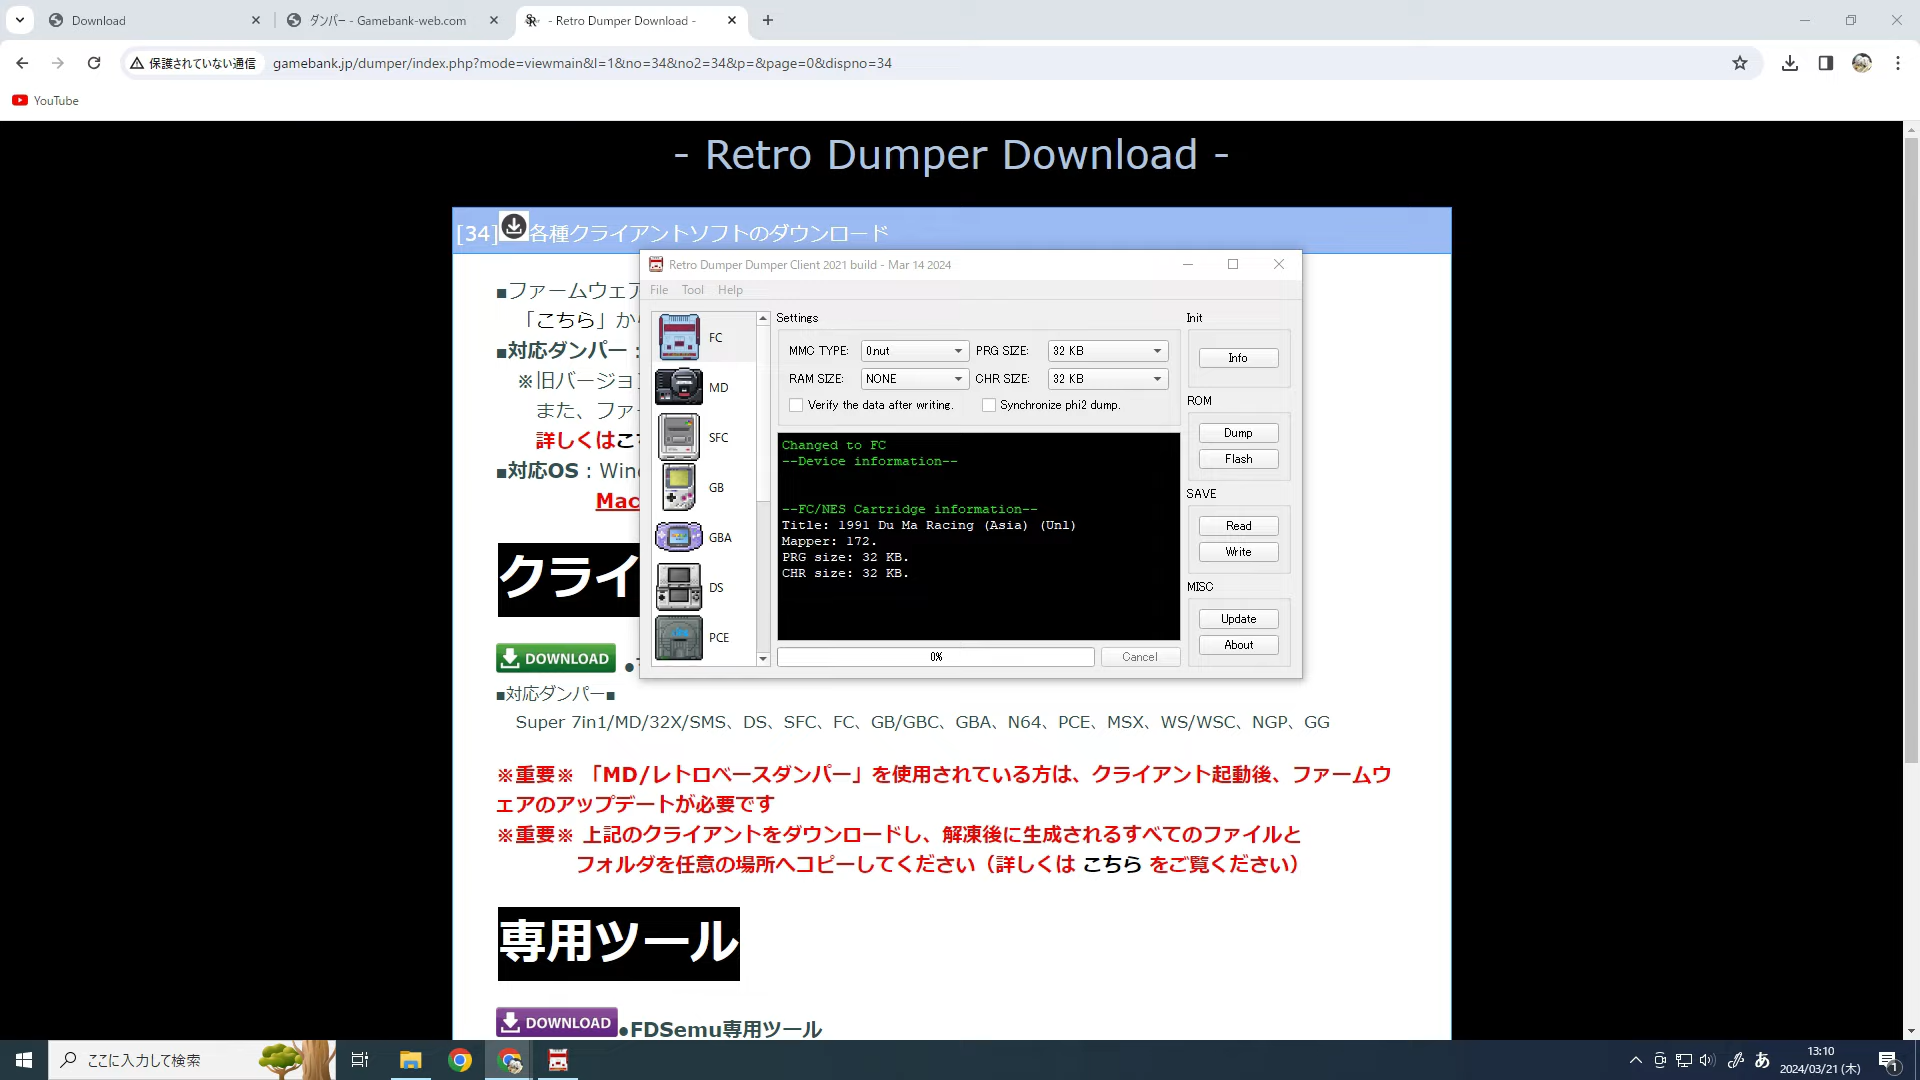 Download
ダンパー - Gamebank-web.com
- Retro Dumper Download -
保護されていない通信
gamebank.jp/dumper/index.php?mode=viewmain&l=1&no=34&no2=34&p=&page=0&dispno=34
YouTube
- Retro Dumper Download -
[34]各種クライアントソフトのダウンロード
■ファームウェア
「こちら」か
■対応ダンパー：
※旧バージョン
また、ファー
詳しくはこ
■対応OS：Wind
Mac
クライ
DOWNLOAD
■対応ダンパー■
Super 7in1/MD/32X/SMS、DS、SFC、FC、GB/GBC、GBA、N64、PCE、MSX、WS/WSC、NGP、GG
※重要※ 「MD/レトロベースダンパー」を使用されている方は、クライアント起動後、ファームウ
ェアのアップデートが必要です
※重要※ 上記のクライアントをダウンロードし、解凍後に生成されるすべてのファイルと
フォルダを任意の場所へコピーしてください（詳しくは こちら をご覧ください）
専用ツール
DOWNLOAD ●FDSemu専用ツール
Retro Dumper Dumper Client 2021 build - Mar 14 2024
File Tool Help
FC
MD
SFC
GB
GBA
DS
PCE
Settings
MMC TYPE: 0.nut PRG SIZE: 32 KB
RAM SIZE: NONE CHR SIZE: 32 KB
Verify the data after writing. Synchronize phi2 dump.
Changed to FC
--Device information--
--FC/NES Cartridge information--
Title: 1991 Du Ma Racing (Asia) (Unl)
Mapper: 172.
PRG size: 32 KB.
CHR size: 32 KB.
0% Cancel
Init
Info
ROM
Dump
Flash
SAVE
Read
Write
MISC
Update
About
ここに入力して検索
あ
13:10
2024/03/21 (木)
1